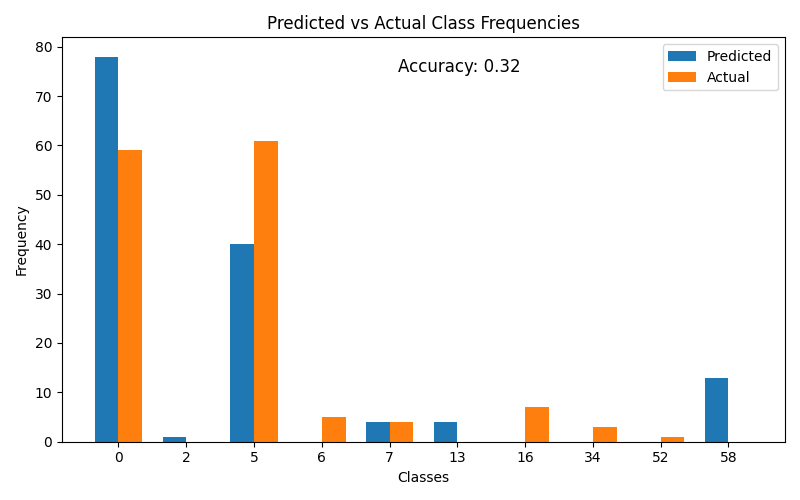 Predicted vs Actual Class Frequencies
Accuracy: 0.32
Predicted
Actual
Frequency
80
70
60
50
40
30
20
10
0
0 2 5 6 7 13 16 34 52 58
Classes